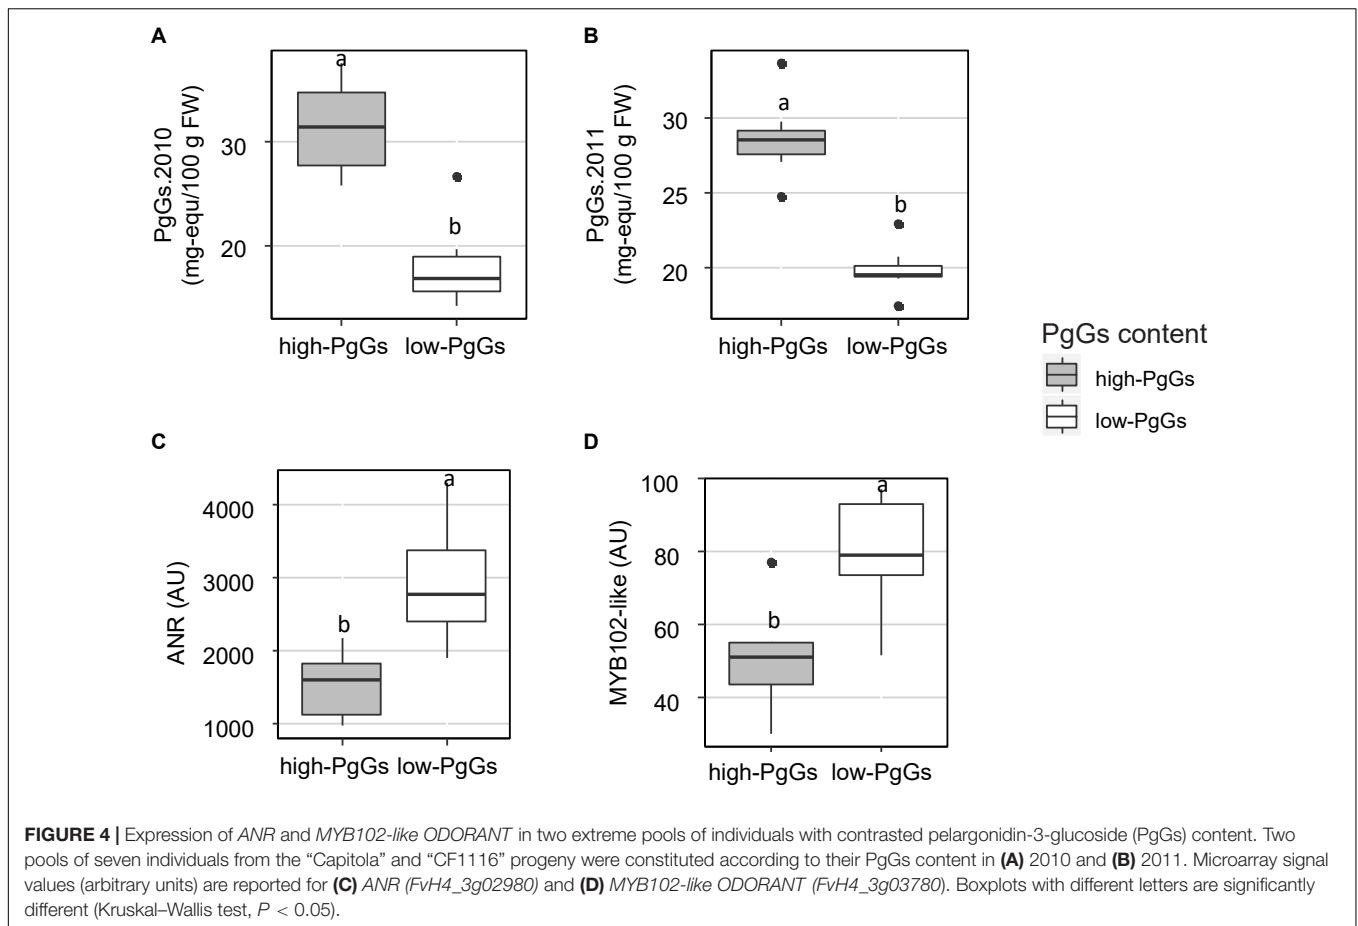 A
B
a
30
20
b
PgGs.2010
(mg-equ/100 g FW)
high-PgGs low-PgGs
a
30
25
20
b
PgGs.2011
(mg-equ/100 g FW)
high-PgGs low-PgGs
PgGs content
high-PgGs
low-PgGs
C
D
a
4000
3000
2000
1000
b
ANR (AU)
high-PgGs low-PgGs
100
80
60
40
a
b
MYB102-like (AU)
high-PgGs low-PgGs
FIGURE 4 | Expression of ANR and MYB102-like ODORANT in two extreme pools of individuals with contrasted pelargonidin-3-glucoside (PgGs) content. Two
pools of seven individuals from the “Capitola” and “CF1116” progeny were constituted according to their PgGs content in (A) 2010 and (B) 2011. Microarray signal
values (arbitrary units) are reported for (C) ANR (FvH4_3g02980) and (D) MYB102-like ODORANT (FvH4_3g03780). Boxplots with different letters are significantly
different (Kruskal–Wallis test, P < 0.05).